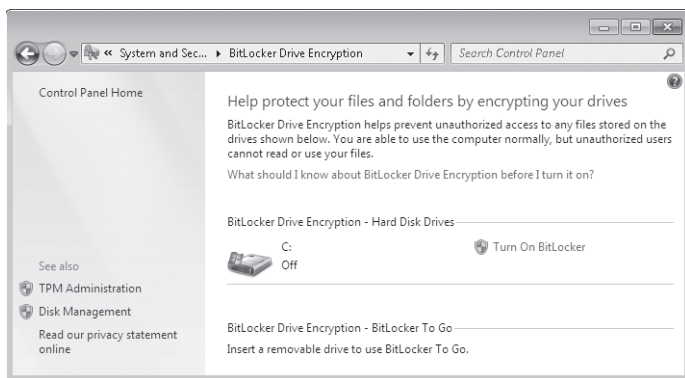 « System and Sec... ▸ BitLocker Drive Encryption
Search Control Panel
Control Panel Home
Help protect your files and folders by encrypting your drives
BitLocker Drive Encryption helps prevent unauthorized access to any files stored on the
drives shown below. You are able to use the computer normally, but unauthorized users
cannot read or use your files.
What should I know about BitLocker Drive Encryption before I turn it on?
BitLocker Drive Encryption - Hard Disk Drives
C:
Off
Turn On BitLocker
See also
TPM Administration
Disk Management
Read our privacy statement
online
BitLocker Drive Encryption - BitLocker To Go
Insert a removable drive to use BitLocker To Go.